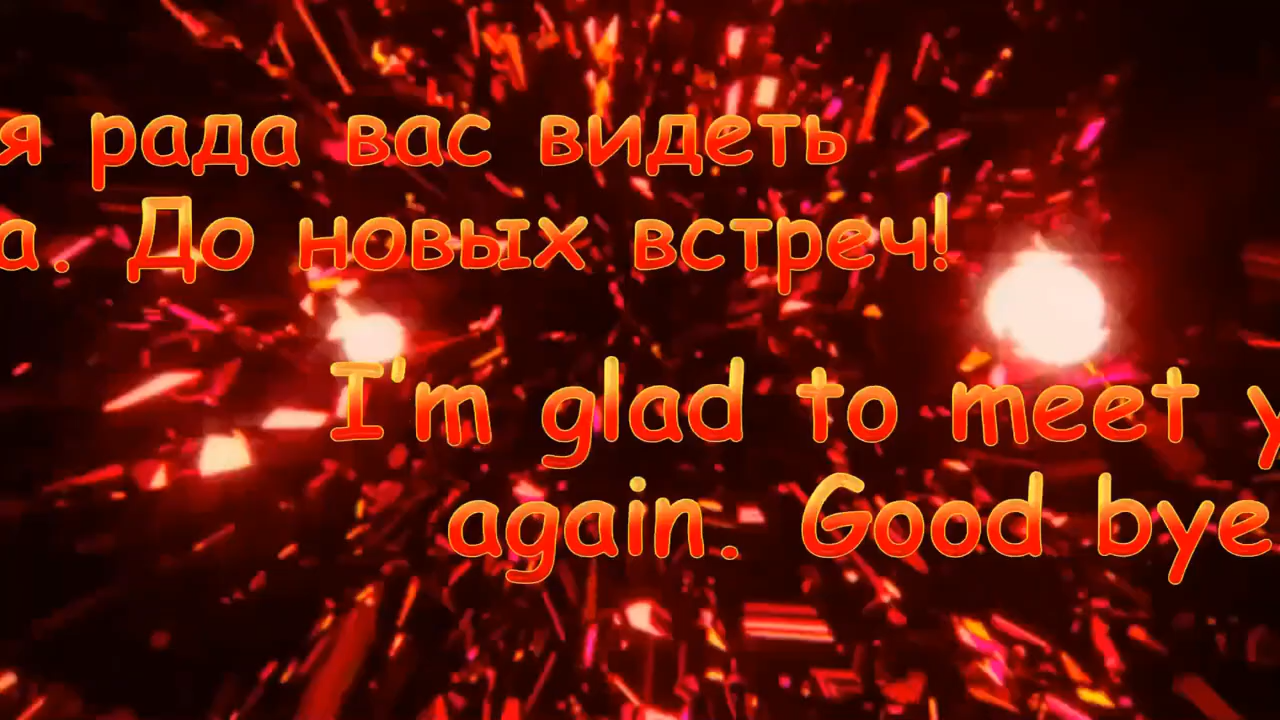 я рада вас видеть
а. До новых встреч!
I'm glad to meet y
again. Good bye